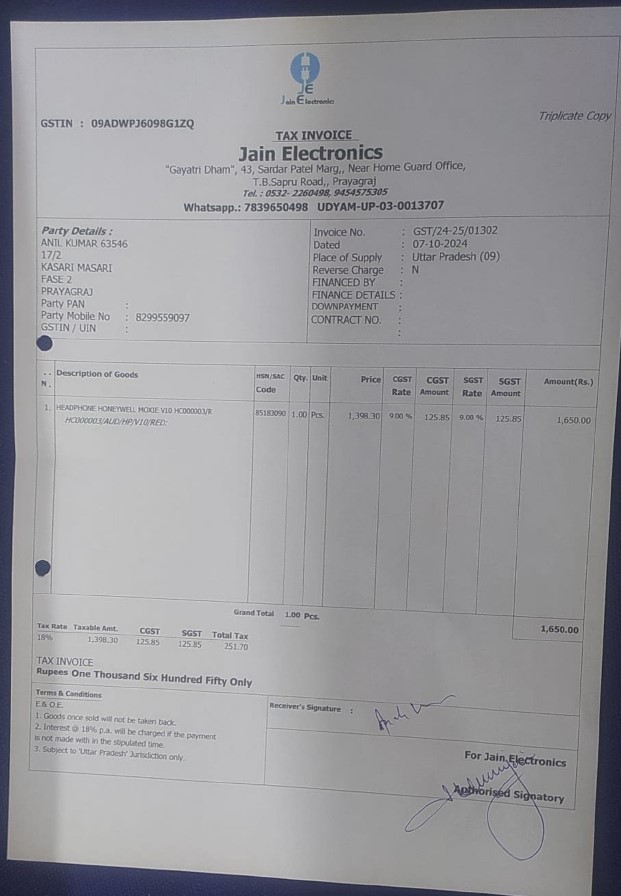 JE
Jain Electronics
GSTIN : 09ADWPJ6098G1ZQ
Triplicate Copy
TAX INVOICE
Jain Electronics
"Gayatri Dham", 43, Sardar Patel Marg,, Near Home Guard Office,
T.B.Sapru Road,, Prayagraj
Tel. : 0532- 2260498, 9454575305
Whatsapp.: 7839650498 UDYAM-UP-03-0013707
Party Details :
ANIL KUMAR 63546
17/2
KASARI MASARI
FASE 2
PRAYAGRAJ
Party PAN :
Party Mobile No : 8299559097
GSTIN / UIN :
Invoice No. : GST/24-25/01302
Dated : 07-10-2024
Place of Supply : Uttar Pradesh (09)
Reverse Charge : N
FINANCED BY :
FINANCE DETAILS :
DOWNPAYMENT :
CONTRACT NO. :
:
N. Description of Goods HSN/SAC Code Qty. Unit Price CGST Rate CGST Amount SGST Rate SGST Amount Amount(Rs.)
1. HEADPHONE HONEYWELL MOXIE V10 HC000003/R 85183090 1.00 Pcs. 1,398.30 9.00 % 125.85 9.00 % 125.85 1,650.00
HC000003/AUD/HP/V10/RED:
Grand Total 1.00 Pcs. 1,650.00
Tax Rate Taxable Amt. CGST SGST Total Tax
18% 1,398.30 125.85 125.85 251.70
TAX INVOICE
Rupees One Thousand Six Hundred Fifty Only
Terms & Conditions
E.& O.E.
1. Goods once sold will not be taken back.
2. Interest @ 18% p.a. will be charged if the payment
is not made with in the stipulated time.
3. Subject to 'Uttar Pradesh' Jurisdiction only.
Receiver's Signature :
For Jain Electronics
Authorised Signatory